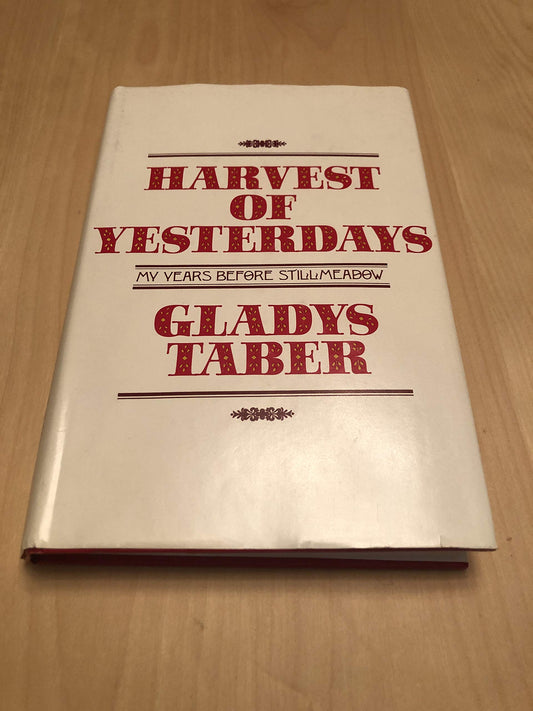 HARVEST
OF
YESTERDAYS
MY YEARS BEFORE STILLMEADOW
GLADYS
TABER